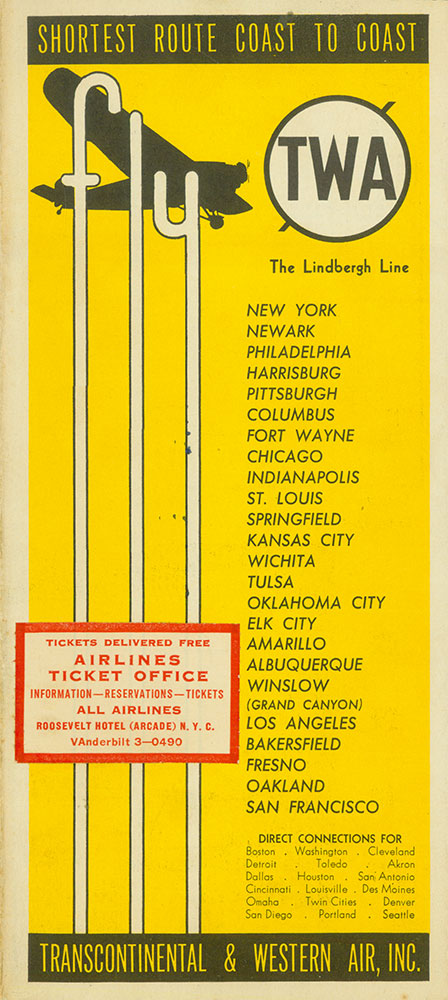 SHORTEST ROUTE COAST TO COAST
fly
TWA
The Lindbergh Line
NEW YORK
NEWARK
PHILADELPHIA
HARRISBURG
PITTSBURGH
COLUMBUS
FORT WAYNE
CHICAGO
INDIANAPOLIS
ST. LOUIS
SPRINGFIELD
KANSAS CITY
WICHITA
TULSA
OKLAHOMA CITY
ELK CITY
AMARILLO
ALBUQUERQUE
WINSLOW
(GRAND CANYON)
LOS ANGELES
BAKERSFIELD
FRESNO
OAKLAND
SAN FRANCISCO
TICKETS DELIVERED FREE
AIRLINES
TICKET OFFICE
INFORMATION—RESERVATIONS—TICKETS
ALL AIRLINES
ROOSEVELT HOTEL (ARCADE) N. Y. C.
VAnderbilt 3—0490
. DIRECT CONNECTIONS FOR
Boston . Washington . Cleveland
Detroit . Toledo . Akron
Dallas . Houston . San Antonio
Cincinnati . Louisville . Des Moines
Omaha . Twin Cities . Denver
San Diego . Portland . Seattle
TRANSCONTINENTAL & WESTERN AIR, INC.